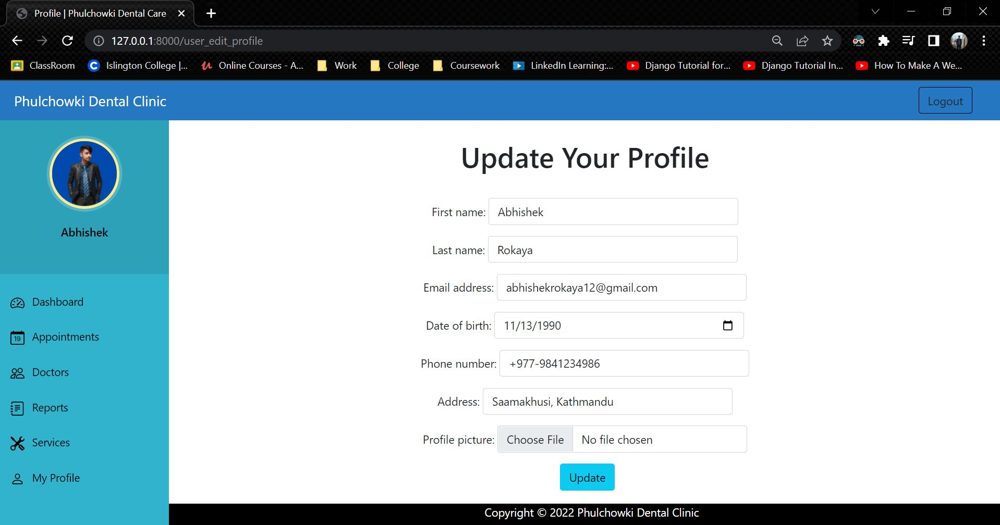 Profile | Phulchowki Dental Care
127.0.0.1:8000/user_edit_profile
ClassRoom Islington College |... Online Courses - A... Work College Coursework LinkedIn Learning:... Django Tutorial for... Django Tutorial In... How To Make A We...
Phulchowki Dental Clinic Logout
Abhishek
Dashboard
19 Appointments
Doctors
Reports
Services
My Profile
Update Your Profile
First name: Abhishek
Last name: Rokaya
Email address: abhishekrokaya12@gmail.com
Date of birth: 11/13/1990
Phone number: +977-9841234986
Address: Saamakhusi, Kathmandu
Profile picture: Choose File No file chosen
Update
Copyright © 2022 Phulchowki Dental Clinic